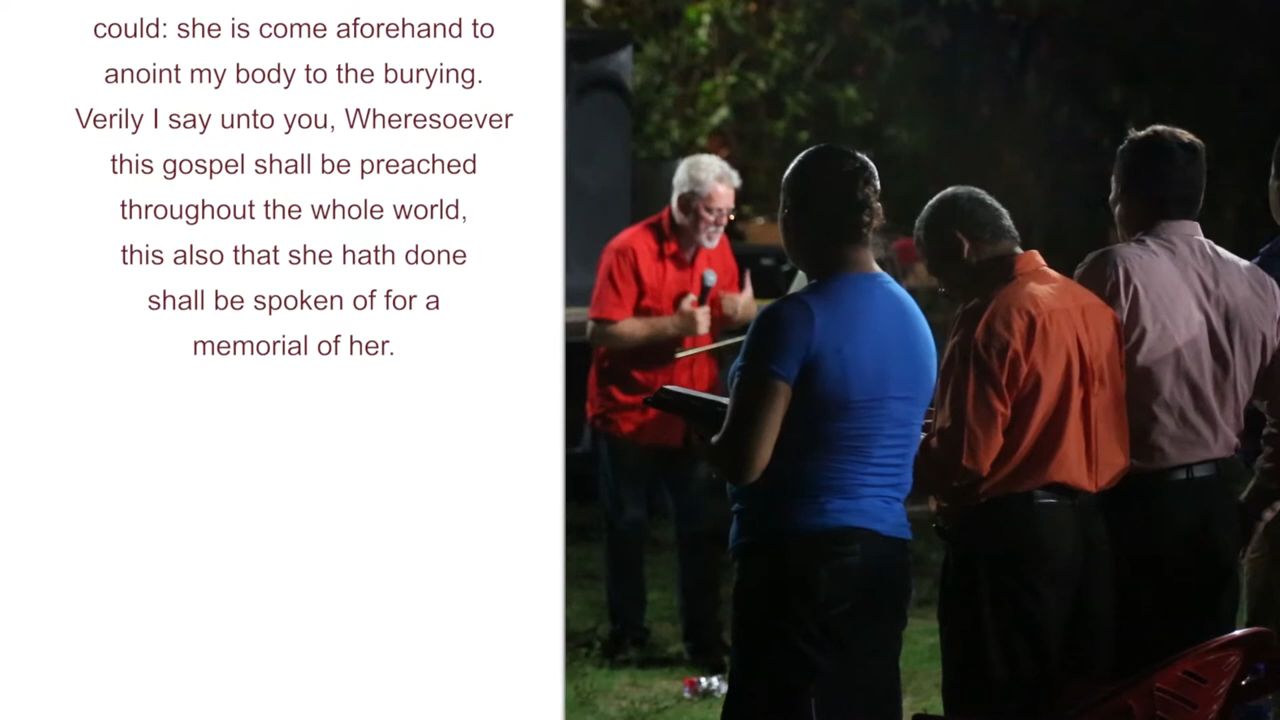 could: she is come aforehand to
anoint my body to the burying.
Verily I say unto you, Wheresoever
this gospel shall be preached
throughout the whole world,
this also that she hath done
shall be spoken of for a
memorial of her.